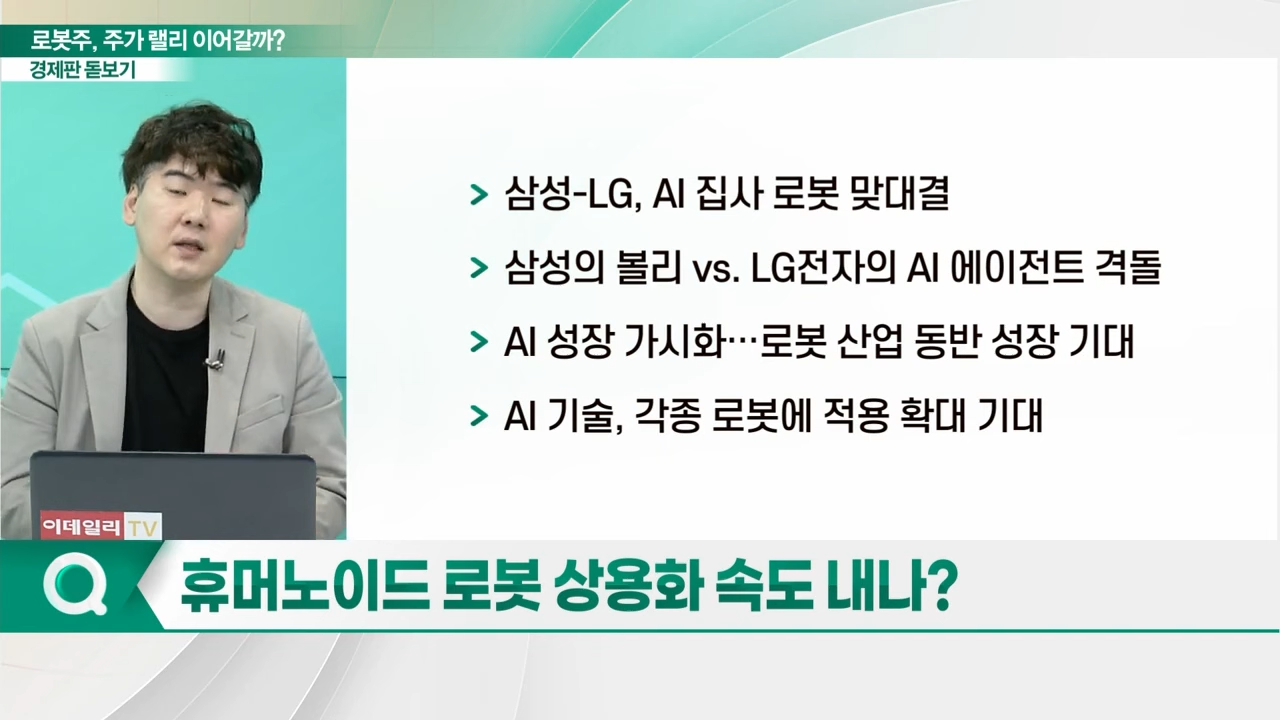 로봇주, 주가 랠리 이어갈까?
경제판 돋보기
> 삼성-LG, AI 집사 로봇 맞대결
> 삼성의 볼리 vs. LG전자의 AI 에이전트 격돌
> AI 성장 가시화…로봇 산업 동반 성장 기대
> AI 기술, 각종 로봇에 적용 확대 기대
이데일리 TV
Q 휴머노이드 로봇 상용화 속도 내나?